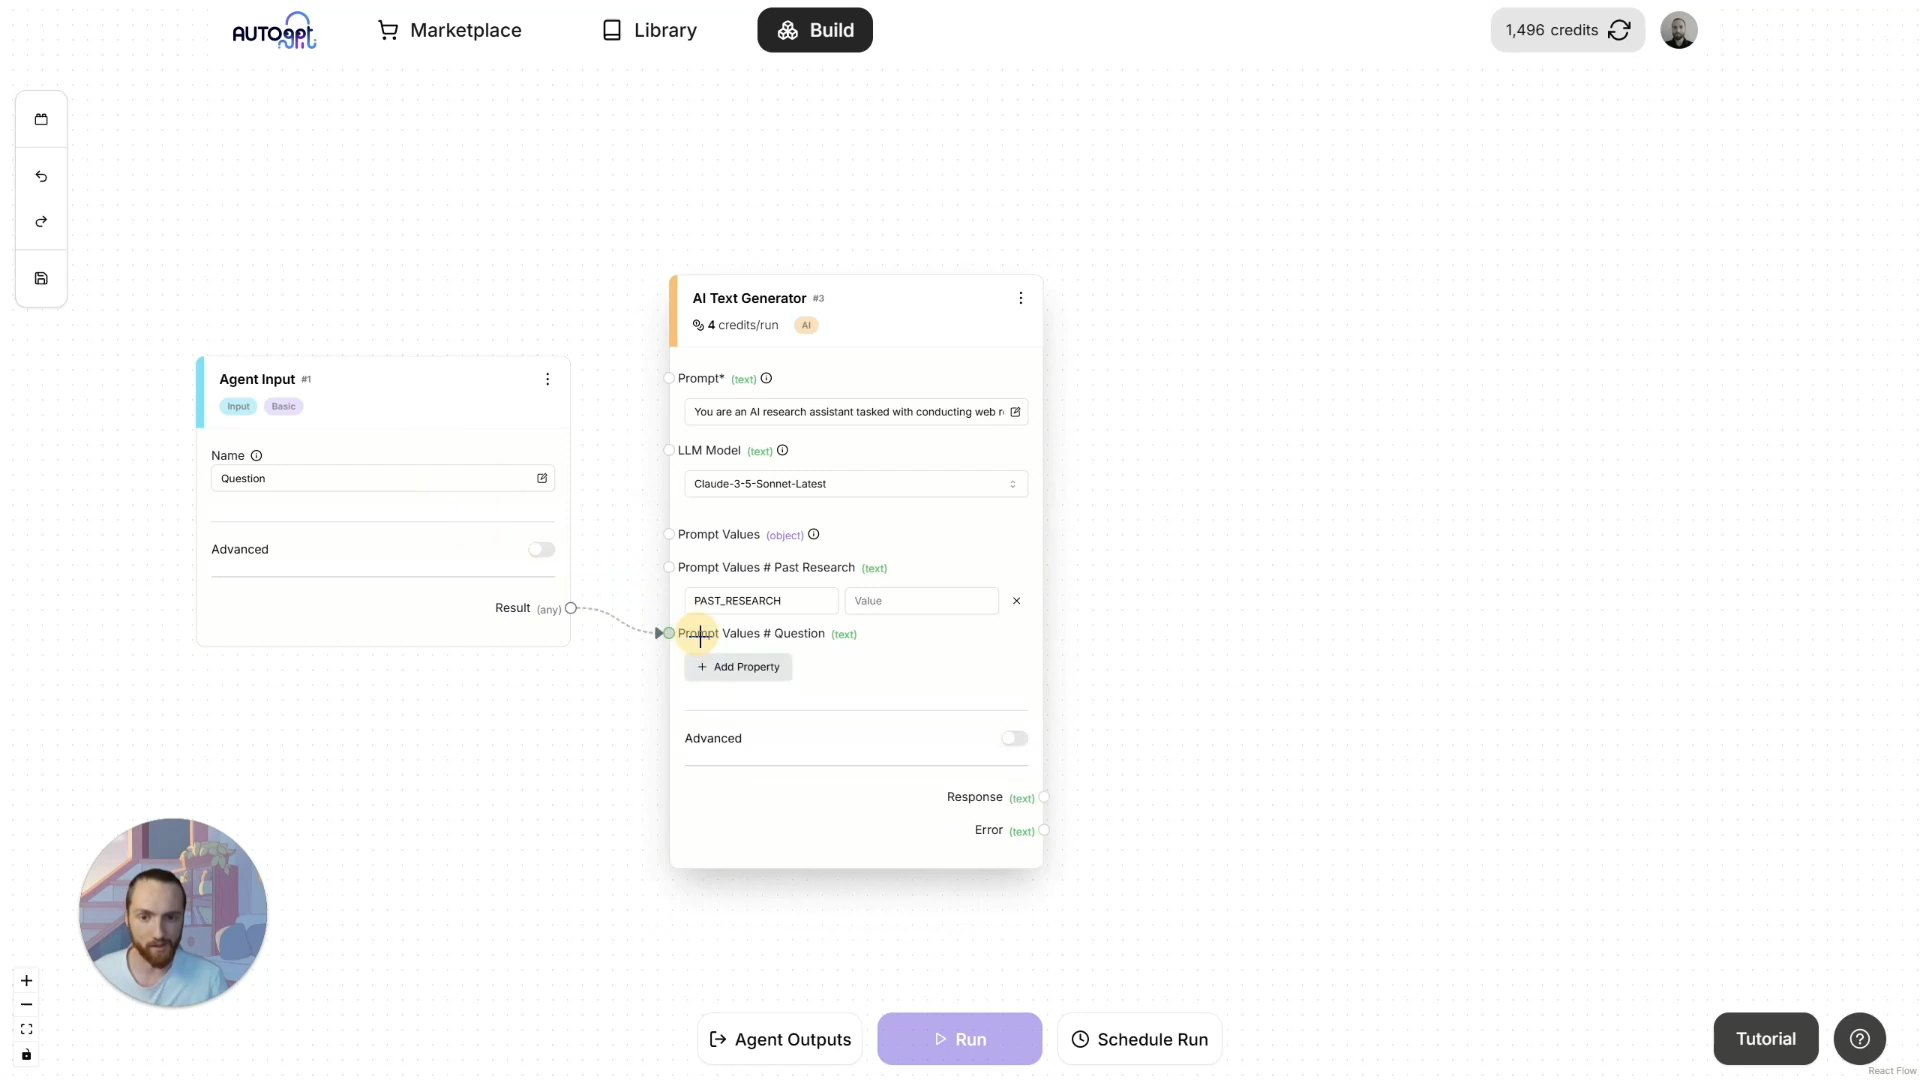 AUTOgpt
Marketplace
Library
Build
1,496 credits
Agent Input #1
Input
Basic
Name
Question
Advanced
Result (any)
AI Text Generator #3
4 credits/run
AI
Prompt* (text)
You are an AI research assistant tasked with conducting web r
LLM Model (text)
Claude-3-5-Sonnet-Latest
Prompt Values (object)
Prompt Values # Past Research (text)
PAST_RESEARCH
Value
Prompt Values # Question (text)
+ Add Property
Advanced
Response (text)
Error (text)
Agent Outputs
Run
Schedule Run
Tutorial
React Flow